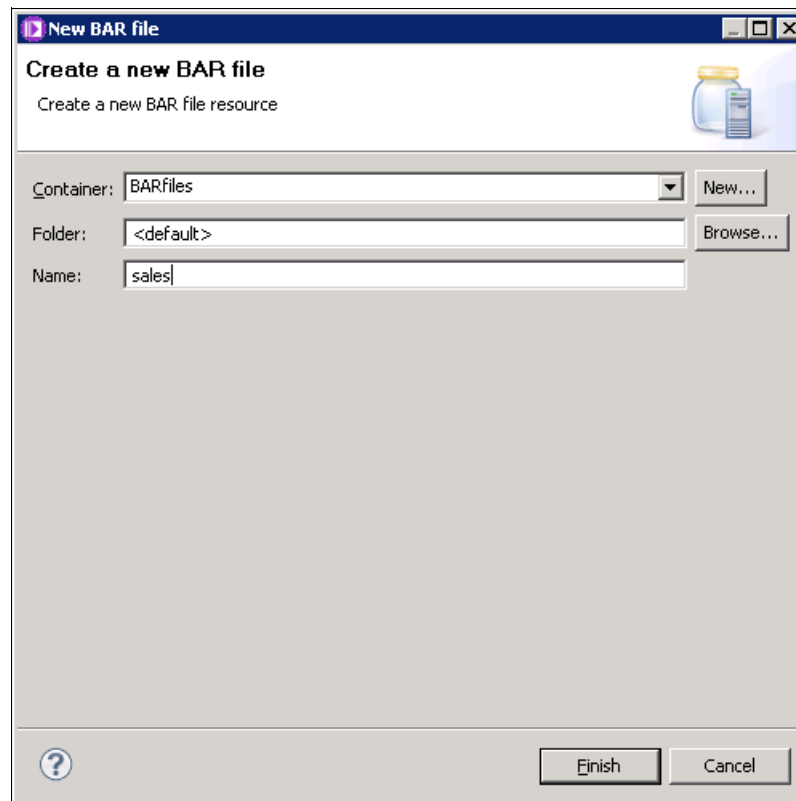 New BAR file
Create a new BAR file
Create a new BAR file resource
Container: BARfiles New...
Folder: <default> Browse...
Name: sales
? Finish Cancel